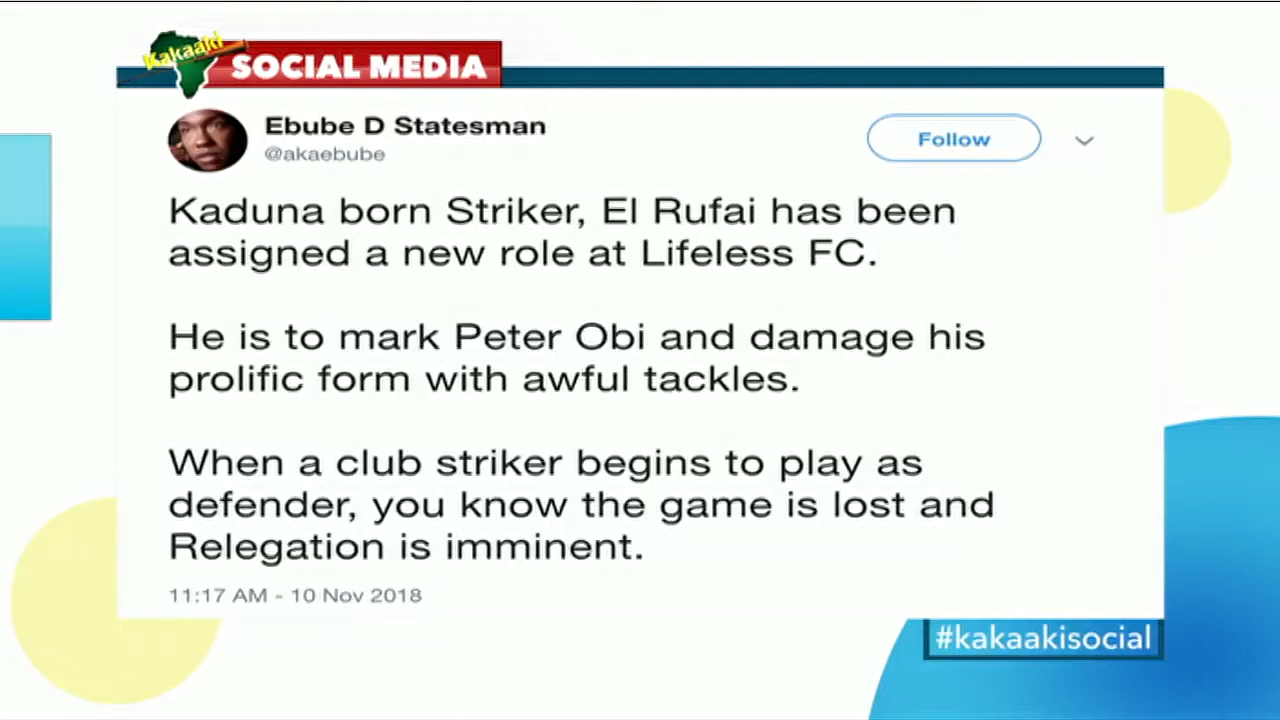 Kakaaki
SOCIAL MEDIA
Ebube D Statesman
@akaebube
Follow
Kaduna born Striker, El Rufai has been
assigned a new role at Lifeless FC.
He is to mark Peter Obi and damage his
prolific form with awful tackles.
When a club striker begins to play as
defender, you know the game is lost and
Relegation is imminent.
11:17 AM - 10 Nov 2018
#kakaakisocial